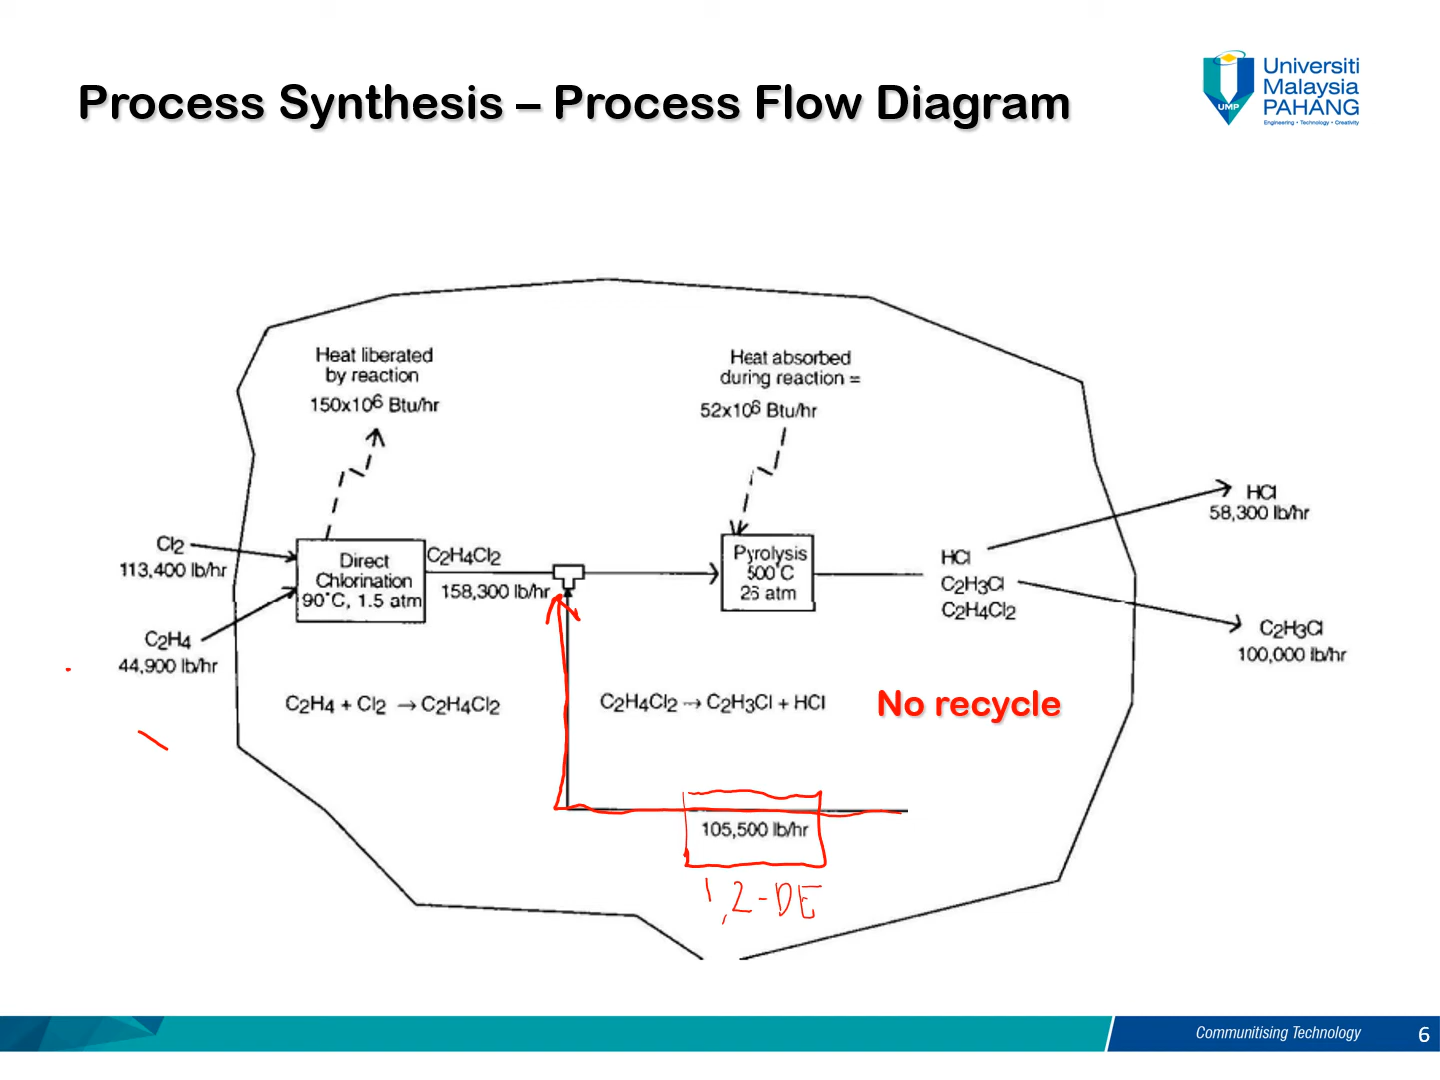 Process Synthesis – Process Flow Diagram
Universiti
Malaysia
PAHANG
UMP
Engineering • Technology • Creativity
Heat liberated
by reaction
150x10⁶ Btu/hr
Heat absorbed
during reaction =
52x10⁶ Btu/hr
HCl
58,300 lb/hr
Cl2
113,400 lb/hr
Direct
Chlorination
90°C, 1.5 atm
C2H4Cl2
158,300 lb/hr
Pyrolysis
500°C
26 atm
HCl
C2H3Cl
C2H4Cl2
C2H4
44,900 lb/hr
C2H3Cl
100,000 lb/hr
C2H4 + Cl2 → C2H4Cl2
C2H4Cl2 → C2H3Cl + HCl
No recycle
105,500 lb/hr
1,2-DE
Communitising Technology
6